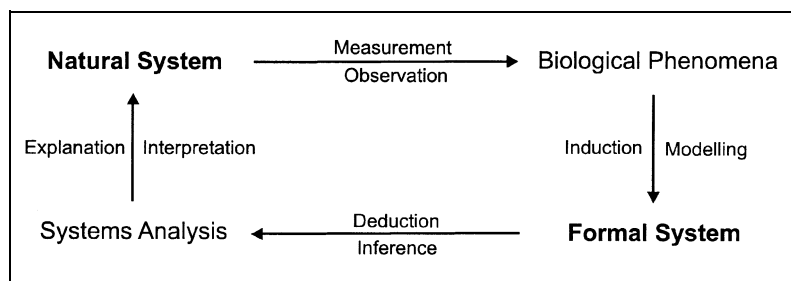 Natural System
Measurement
Observation
Biological Phenomena
Explanation
Interpretation
Induction
Modelling
Systems Analysis
Deduction
Inference
Formal System